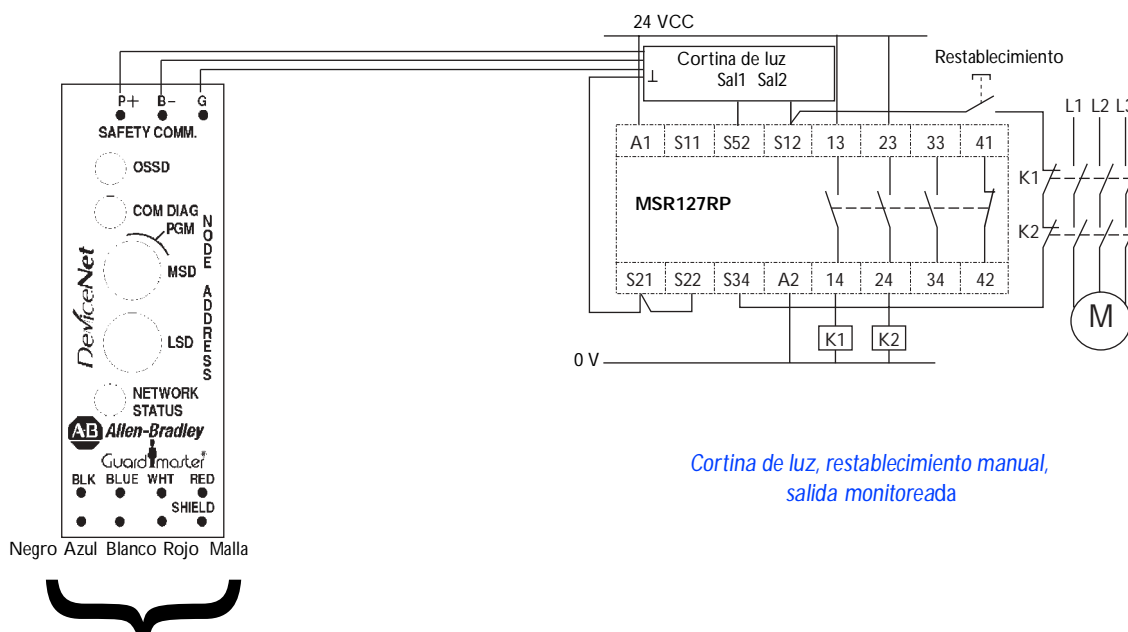 24 VCC
Cortina de luz
Sal1 Sal2
⊥
Restablecimiento
L1 L2 L3
A1 S11 S52 S12 13 23 33 41
MSR127RP
K1
K2
S21 S22 S34 A2 14 24 34 42
K1 K2
0 V
M
Cortina de luz, restablecimiento manual,
salida monitoreada
P+ B- G
SAFETY COMM.
OSSD
COM DIAG
PGM
MSD
LSD
NODE ADDRESS
DeviceNet
NETWORK
STATUS
AB Allen-Bradley
Guardmaster
BLK BLUE WHT RED
SHIELD
Negro Azul Blanco Rojo Malla